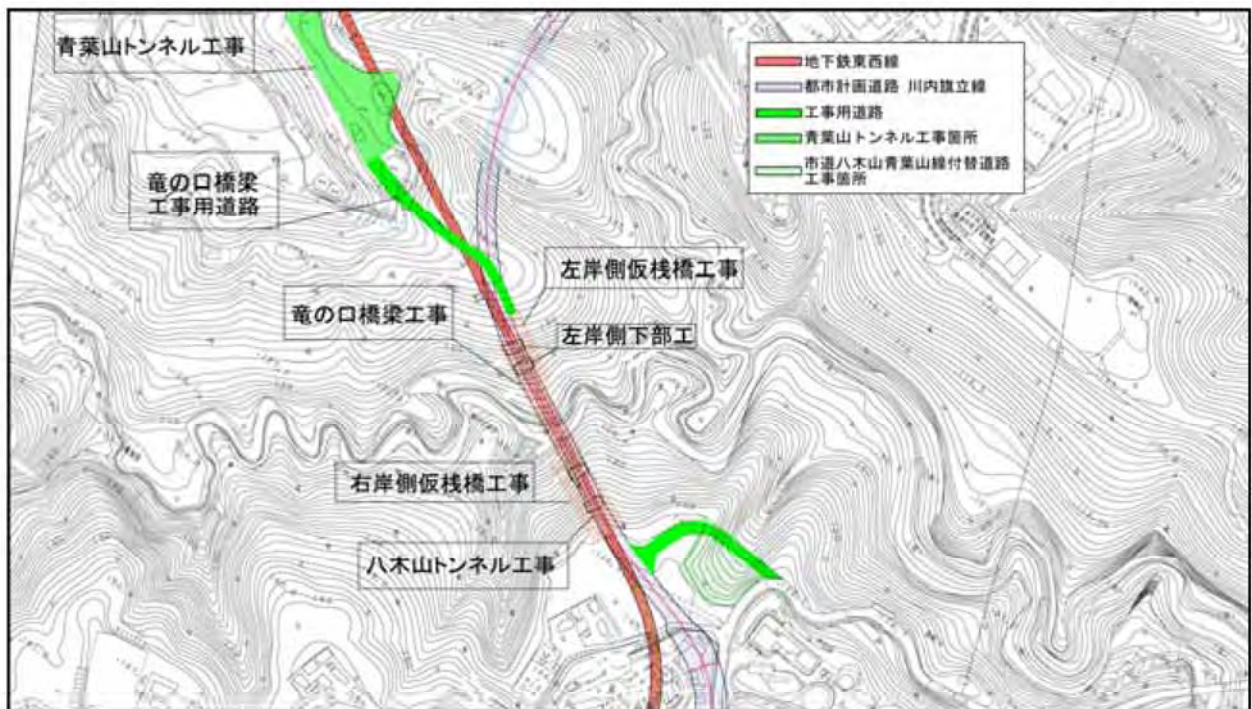 青葉山トンネル工事
地下鉄東西線
都市計画道路 川内旗立線
工事用道路
青葉山トンネル工事箇所
市道八木山青葉山線付替道路
工事箇所
竜の口橋梁
工事用道路
左岸側仮桟橋工事
竜の口橋梁工事
左岸側下部工
右岸側仮桟橋工事
八木山トンネル工事